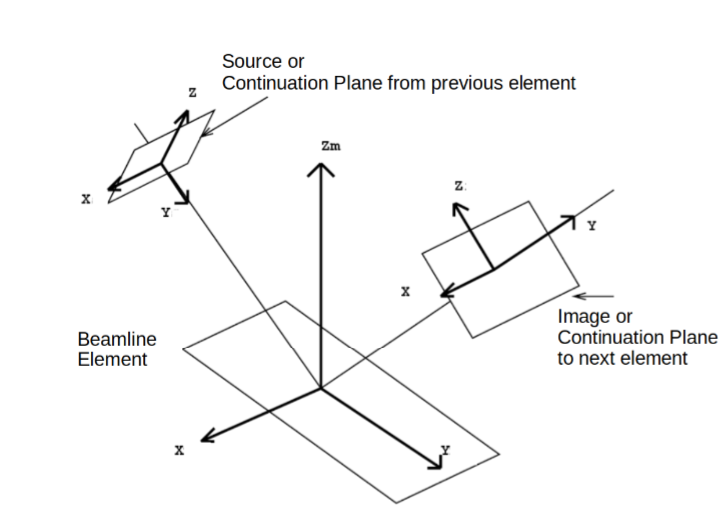 Source or
Continuation Plane from previous element
Z
Zm
X
Y
Z
Y
X
Beamline
Element
Image or
Continuation Plane
to next element
X
Y